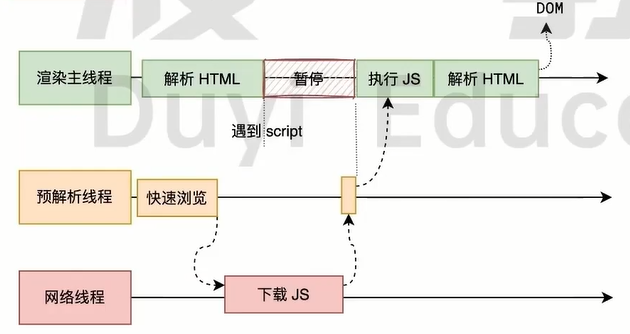 DOM
渲染主线程
解析 HTML
暂停
执行 JS
解析 HTML
Duyi Educa
遇到 script
预解析线程
快速浏览
网络线程
下载 JS